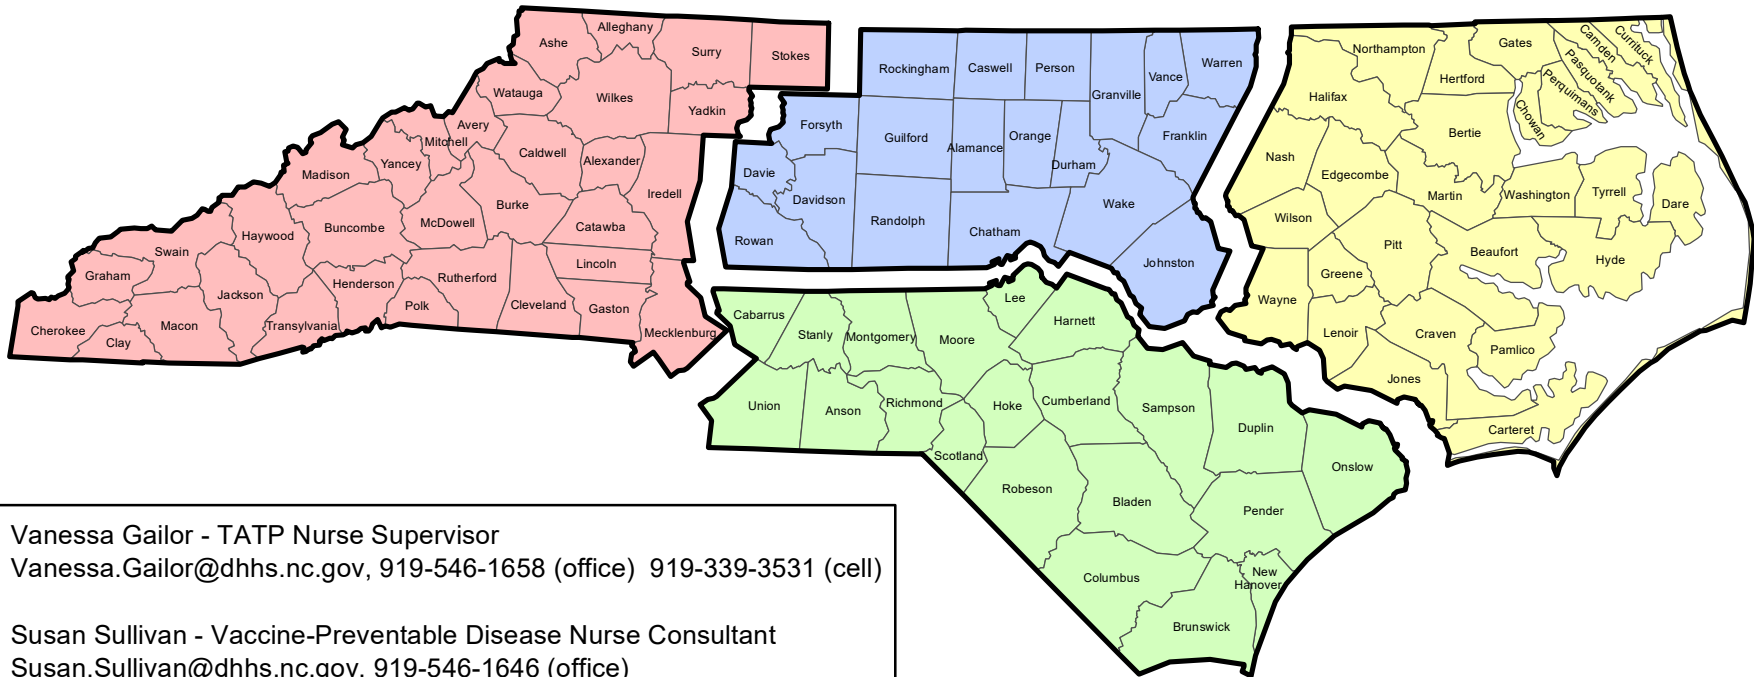 Ashe
Alleghany
Surry
Stokes
Watauga
Wilkes
Yadkin
Avery
Mitchell
Caldwell
Alexander
Iredell
Madison
Yancey
Burke
Catawba
McDowell
Buncombe
Haywood
Swain
Graham
Jackson
Henderson
Rutherford
Lincoln
Polk
Cleveland
Gaston
Mecklenburg
Transylvania
Macon
Cherokee
Clay
Rockingham
Caswell
Person
Granville
Vance
Warren
Forsyth
Guilford
Alamance
Orange
Durham
Franklin
Davie
Davidson
Randolph
Chatham
Wake
Rowan
Johnston
Northampton
Gates
Camden
Currituck
Pasquotank
Perquimans
Chowan
Hertford
Halifax
Bertie
Nash
Edgecombe
Martin
Washington
Tyrrell
Dare
Wilson
Pitt
Beaufort
Hyde
Greene
Wayne
Lenoir
Craven
Pamlico
Jones
Carteret
Cabarrus
Stanly
Montgomery
Moore
Lee
Harnett
Union
Anson
Richmond
Hoke
Cumberland
Sampson
Duplin
Onslow
Scotland
Robeson
Bladen
Pender
Columbus
New
Hanover
Brunswick
Vanessa Gailor - TATP Nurse Supervisor
Vanessa.Gailor@dhhs.nc.gov, 919-546-1658 (office)  919-339-3531 (cell)
Susan Sullivan - Vaccine-Preventable Disease Nurse Consultant
Susan.Sullivan@dhhs.nc.gov, 919-546-1646 (office)